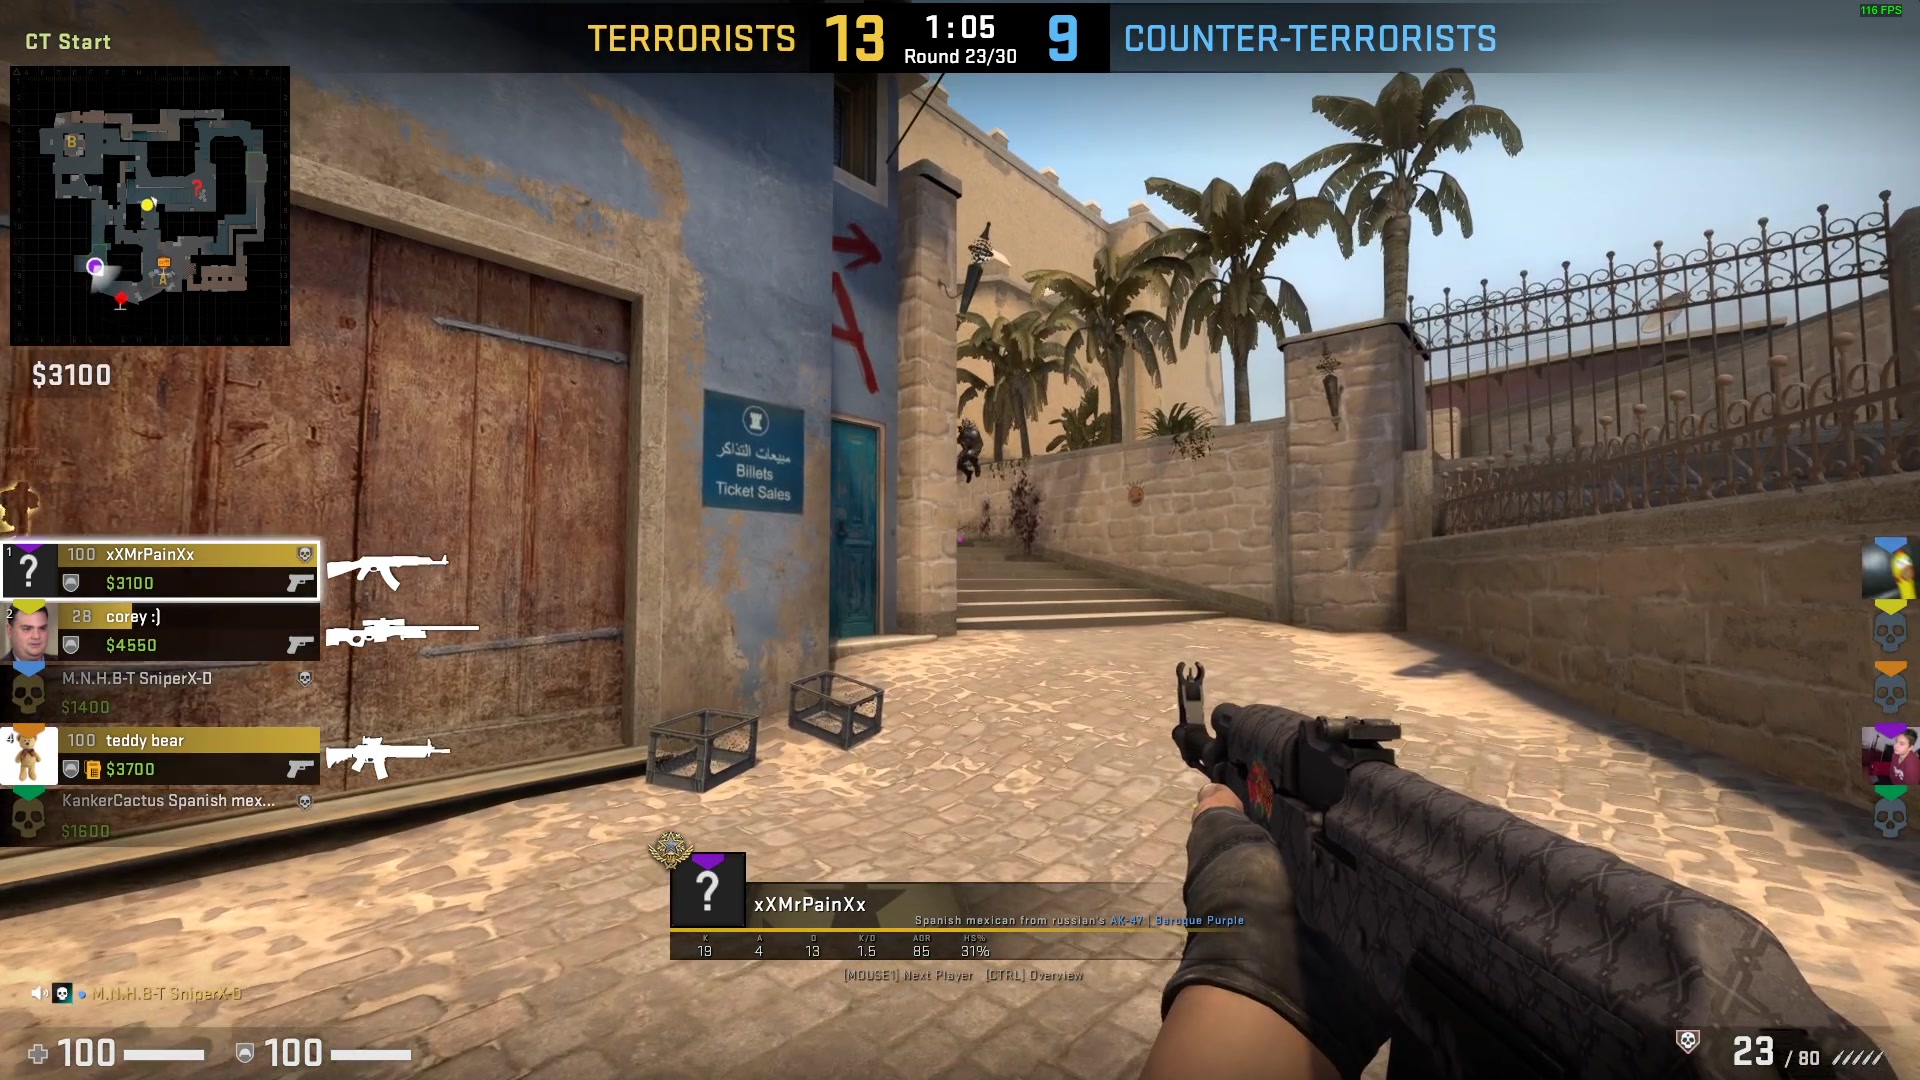 116 FPS
CT Start
TERRORISTS 13 1:05 9 COUNTER-TERRORISTS
Round 23/30
B
?
A
$3100
مبيعات التذاكر
Billets
Ticket Sales
1 ? 100 xXMrPainXx
$3100
2 28 corey :)
$4550
M.N.H.B-T SniperX-D
$1400
4 100 teddy bear
$3700
KankerCactus Spanish mex...
$1600
?
xXMrPainXx
Spanish mexican from russian's AK-47 | Baroque Purple
K A D K/D ADR HS%
19 4 13 1.5 85 31%
[MOUSE1] Next Player [CTRL] Overview
M.N.H.B-T SniperX-D
100 100
23 / 80